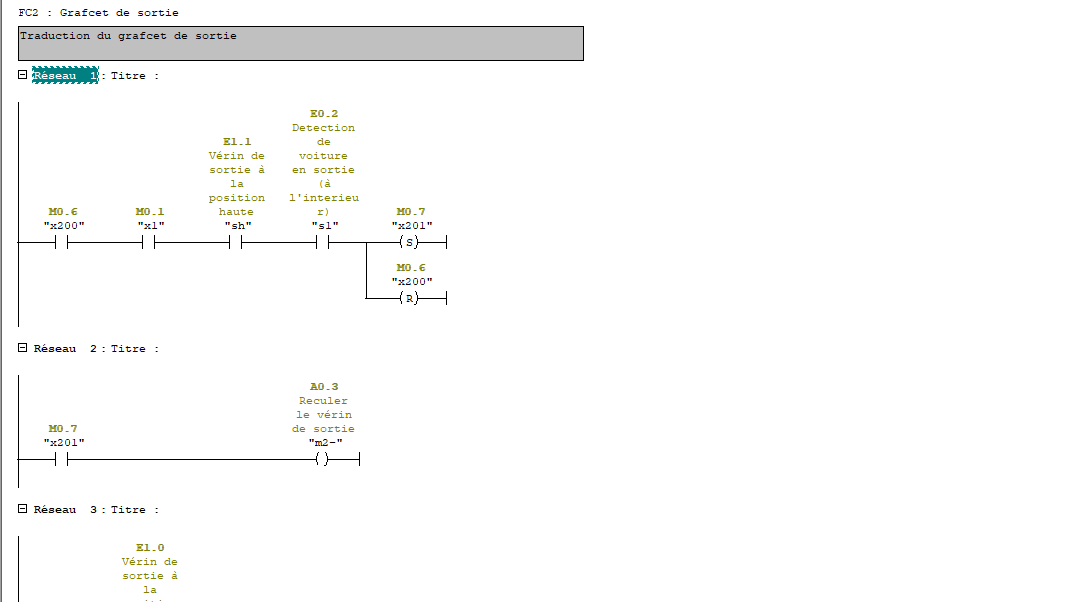 FC2 : Grafcet de sortie
Traduction du grafcet de sortie
Réseau 1 : Titre :
E0.2
Detection
de
voiture
en sortie
(à
l'interieu
r)
"s1"
E1.1
Vérin de
sortie à
la
position
haute
"sh"
M0.6
"x200"
M0.1
"x1"
M0.7
"x201"
S
M0.6
"x200"
R
Réseau 2 : Titre :
M0.7
"x201"
A0.3
Reculer
le vérin
de sortie
"m2-"
Réseau 3 : Titre :
E1.0
Vérin de
sortie à
la